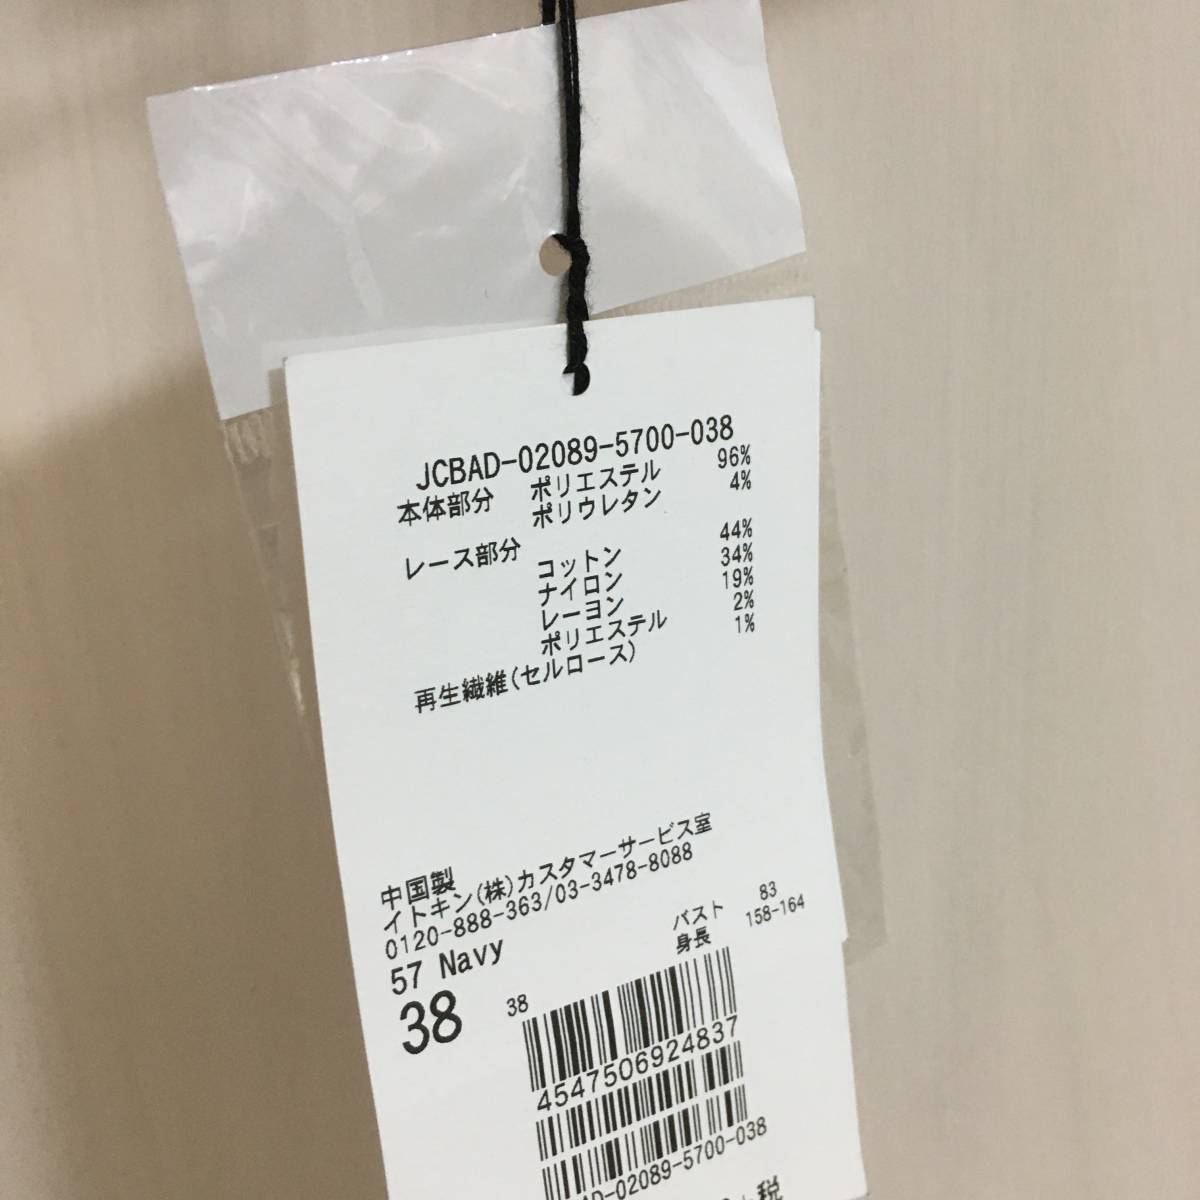 JCBAD-02089-5700-038
本体部分 ポリエステル 96%
ポリウレタン 4%
レース部分
コットン 44%
ナイロン 34%
レーヨン 19%
ポリエステル 2%
再生繊維(セルロース) 1%
中国製
イトキン(株)カスタマーサービス室
0120-888-363/03-3478-8088
57 Navy
バスト 83
身長 158-164
38
38
4547506924837
AD-02089-5700-038
+税